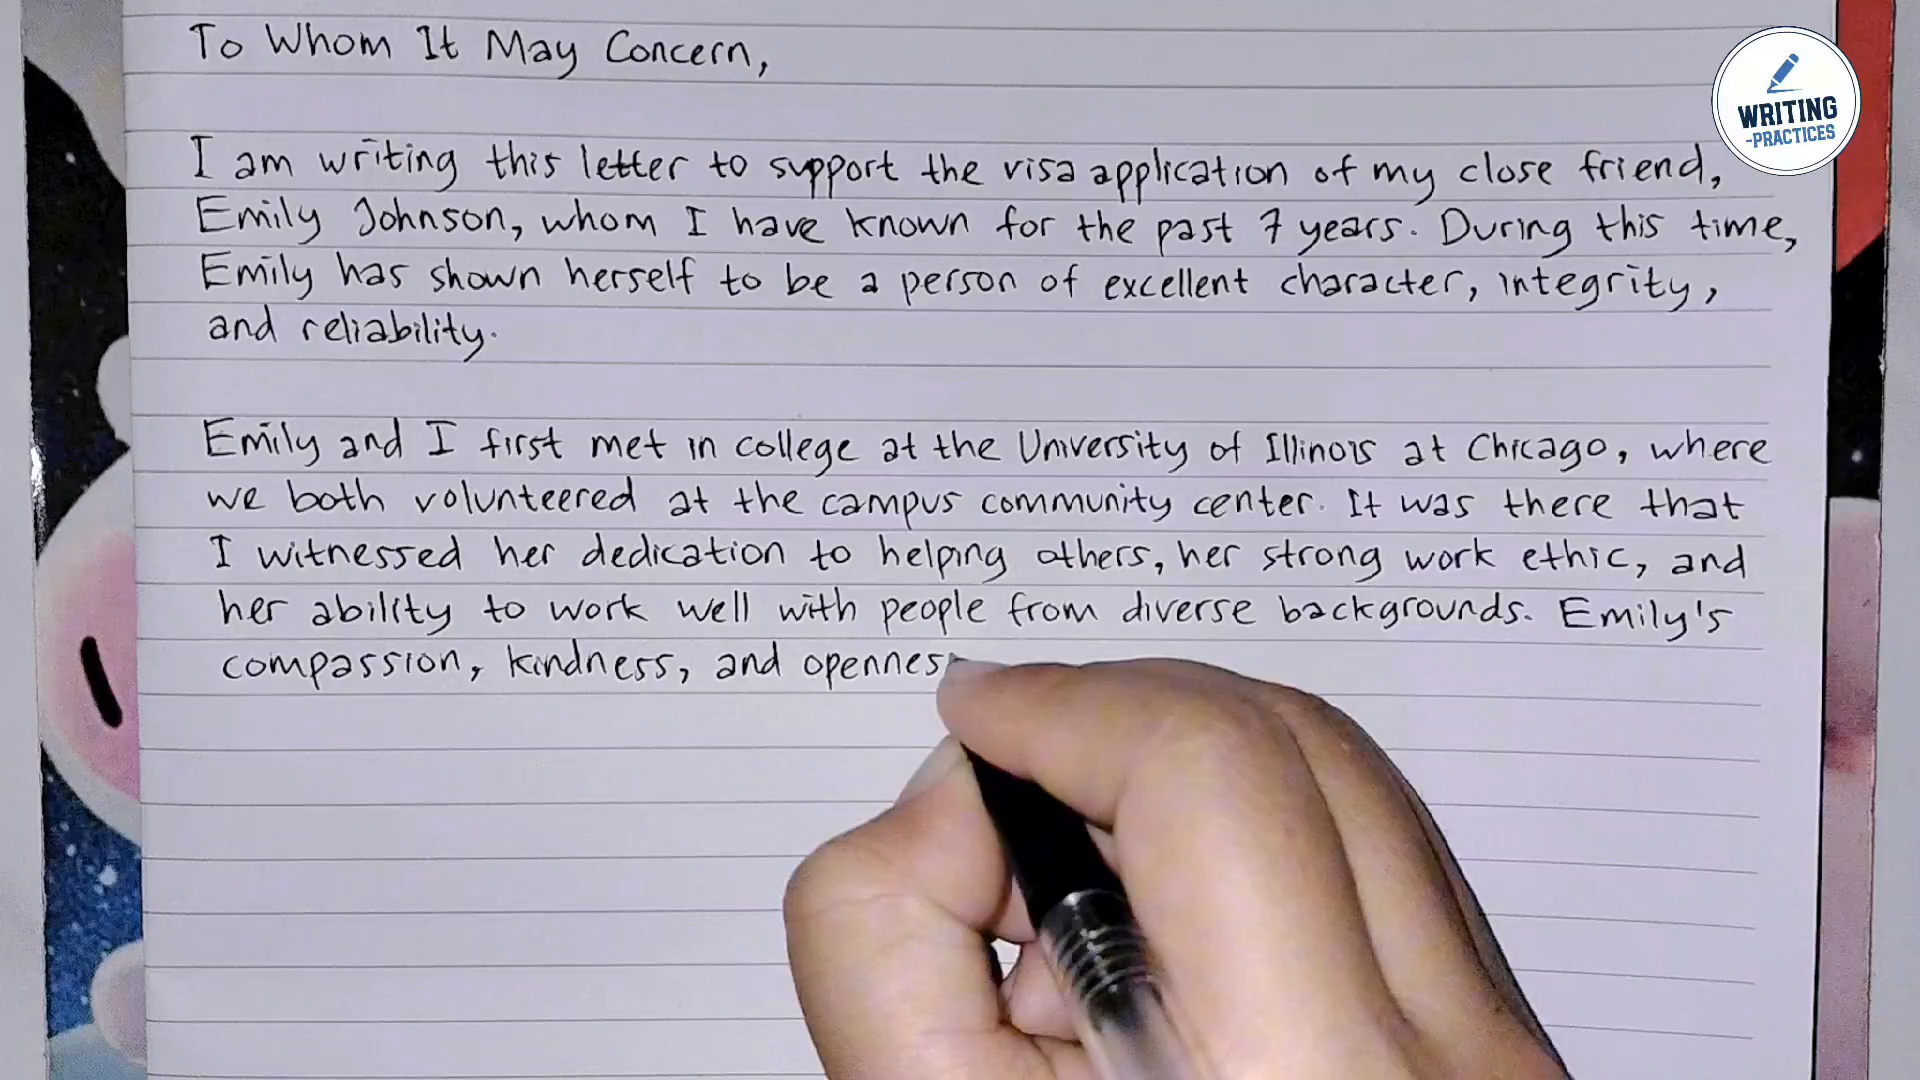 To Whom It May Concern,
I am writing this letter to support the visa application of my close friend,
Emily Johnson, whom I have known for the past 7 years. During this time,
Emily has shown herself to be a person of excellent character, integrity,
and reliability.
Emily and I first met in college at the University of Illinois at Chicago, where
we both volunteered at the campus community center. It was there that
I witnessed her dedication to helping others, her strong work ethic, and
her ability to work well with people from diverse backgrounds. Emily's
compassion, kindness, and opennes
WRITING
-PRACTICES